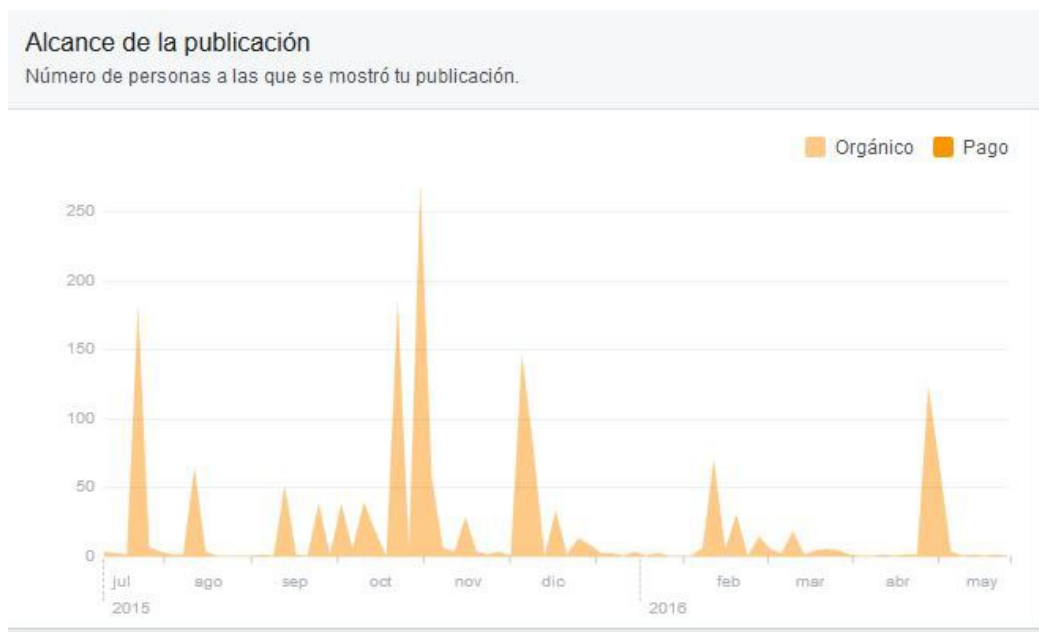 Alcance de la publicación
Número de personas a las que se mostró tu publicación.
Orgánico Pago
250
200
150
100
50
0
jul ago sep oct nov dic feb mar abr may
2015 2016